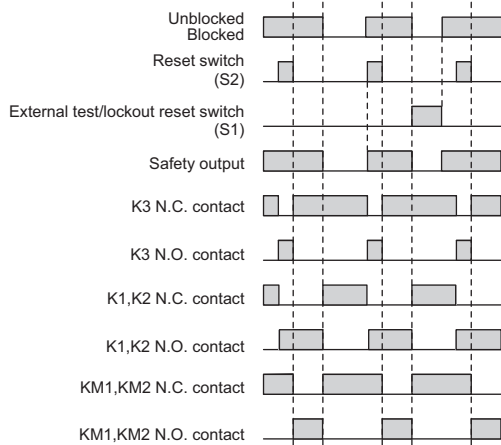 Unblocked
Blocked
Reset switch
(S2)
External test/lockout reset switch
(S1)
Safety output
K3 N.C. contact
K3 N.O. contact
K1,K2 N.C. contact
K1,K2 N.O. contact
KM1,KM2 N.C. contact
KM1,KM2 N.O. contact